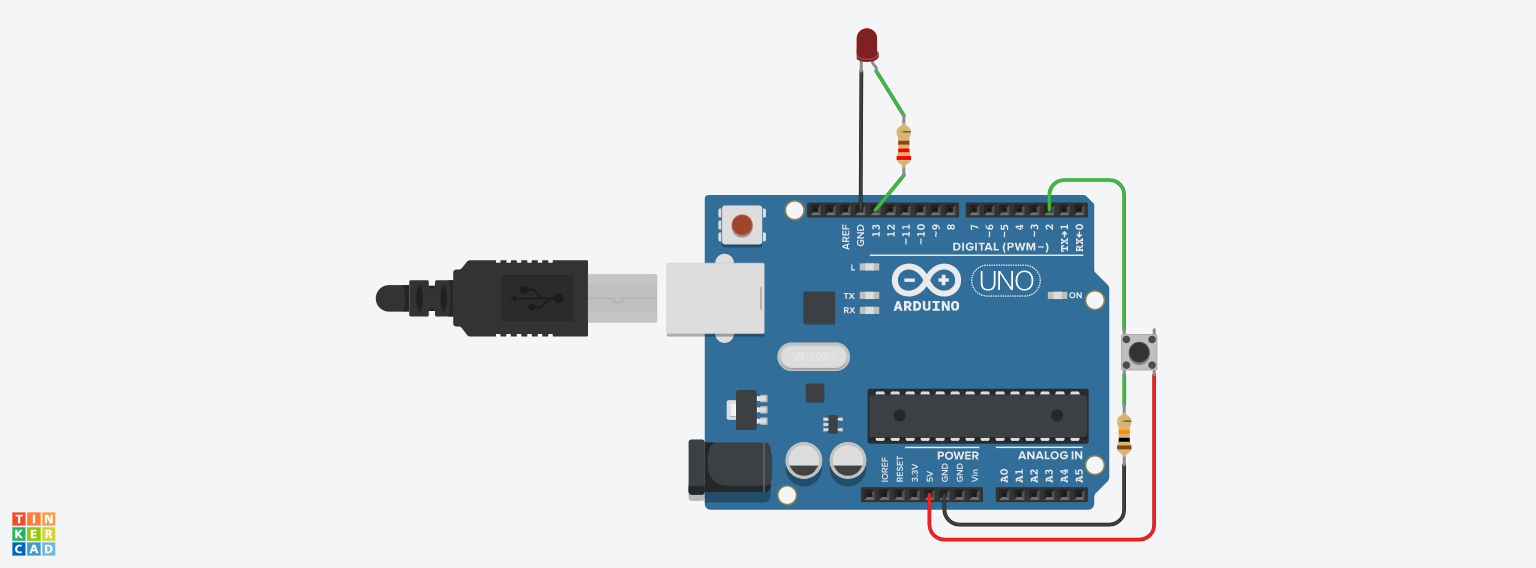 AREF
GND
13
12
~11
~10
~9
8
7
~6
~5
4
~3
2
TX→1
RX←0
DIGITAL (PWM~)
L
TX
RX
UNO
ON
ARDUINO
POWER
ANALOG IN
IOREF
RESET
3.3V
5V
GND
GND
Vin
A0
A1
A2
A3
A4
A5
TIN
KER
CAD